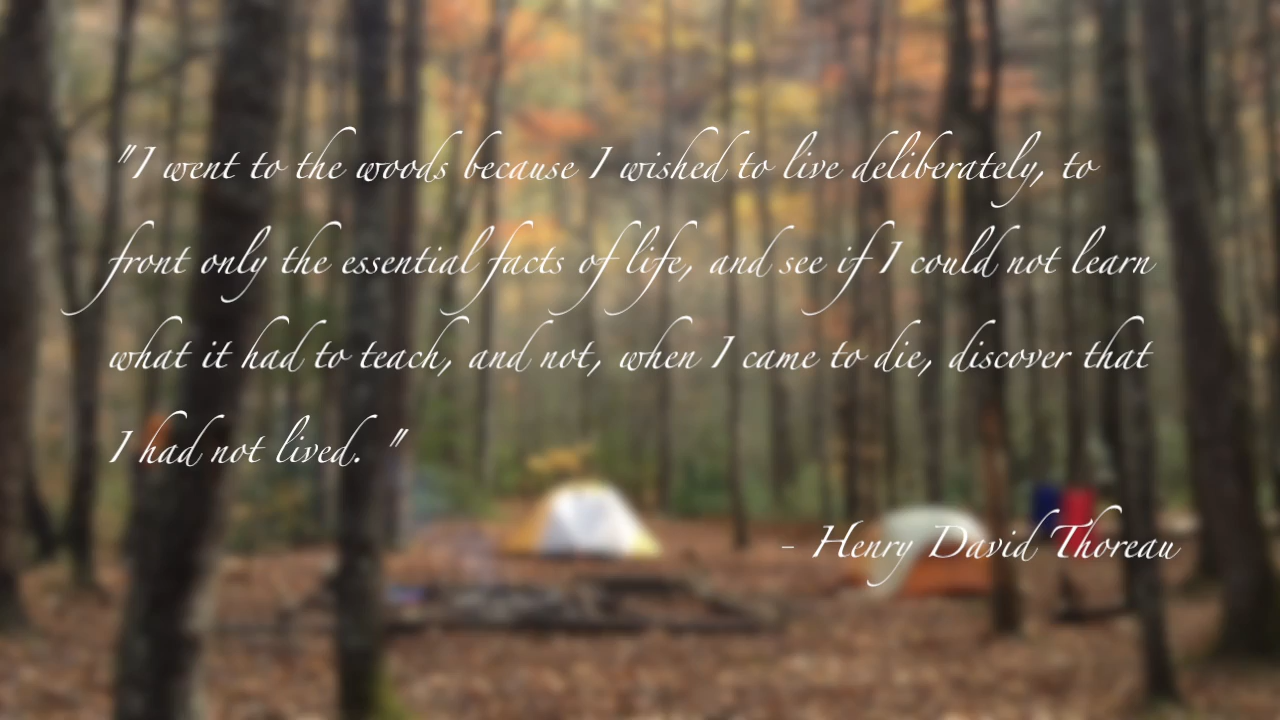 "I went to the woods because I wished to live deliberately, to
front only the essential facts of life, and see if I could not learn
what it had to teach, and not, when I came to die, discover that
I had not lived. "
- Henry David Thoreau